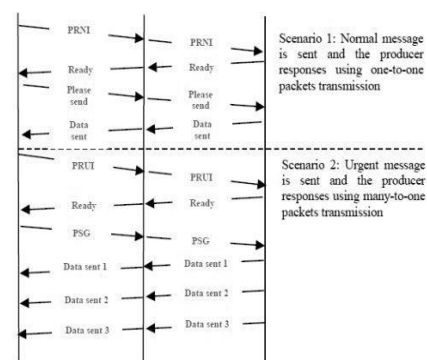 PRNI
PRNI
Scenario 1: Normal message
is sent and the producer
responses using one-to-one
packets transmission
Ready
Ready
Please
send
Please
send
Data
sent
Data
sent
Scenario 2: Urgent message
is sent and the producer
responses using many-to-one
packets transmission
PRUI
PRUI
Ready
Ready
PSG
PSG
Data sent 1
Data sent 1
Data sent 2
Data sent 2
Data sent 3
Data sent 3